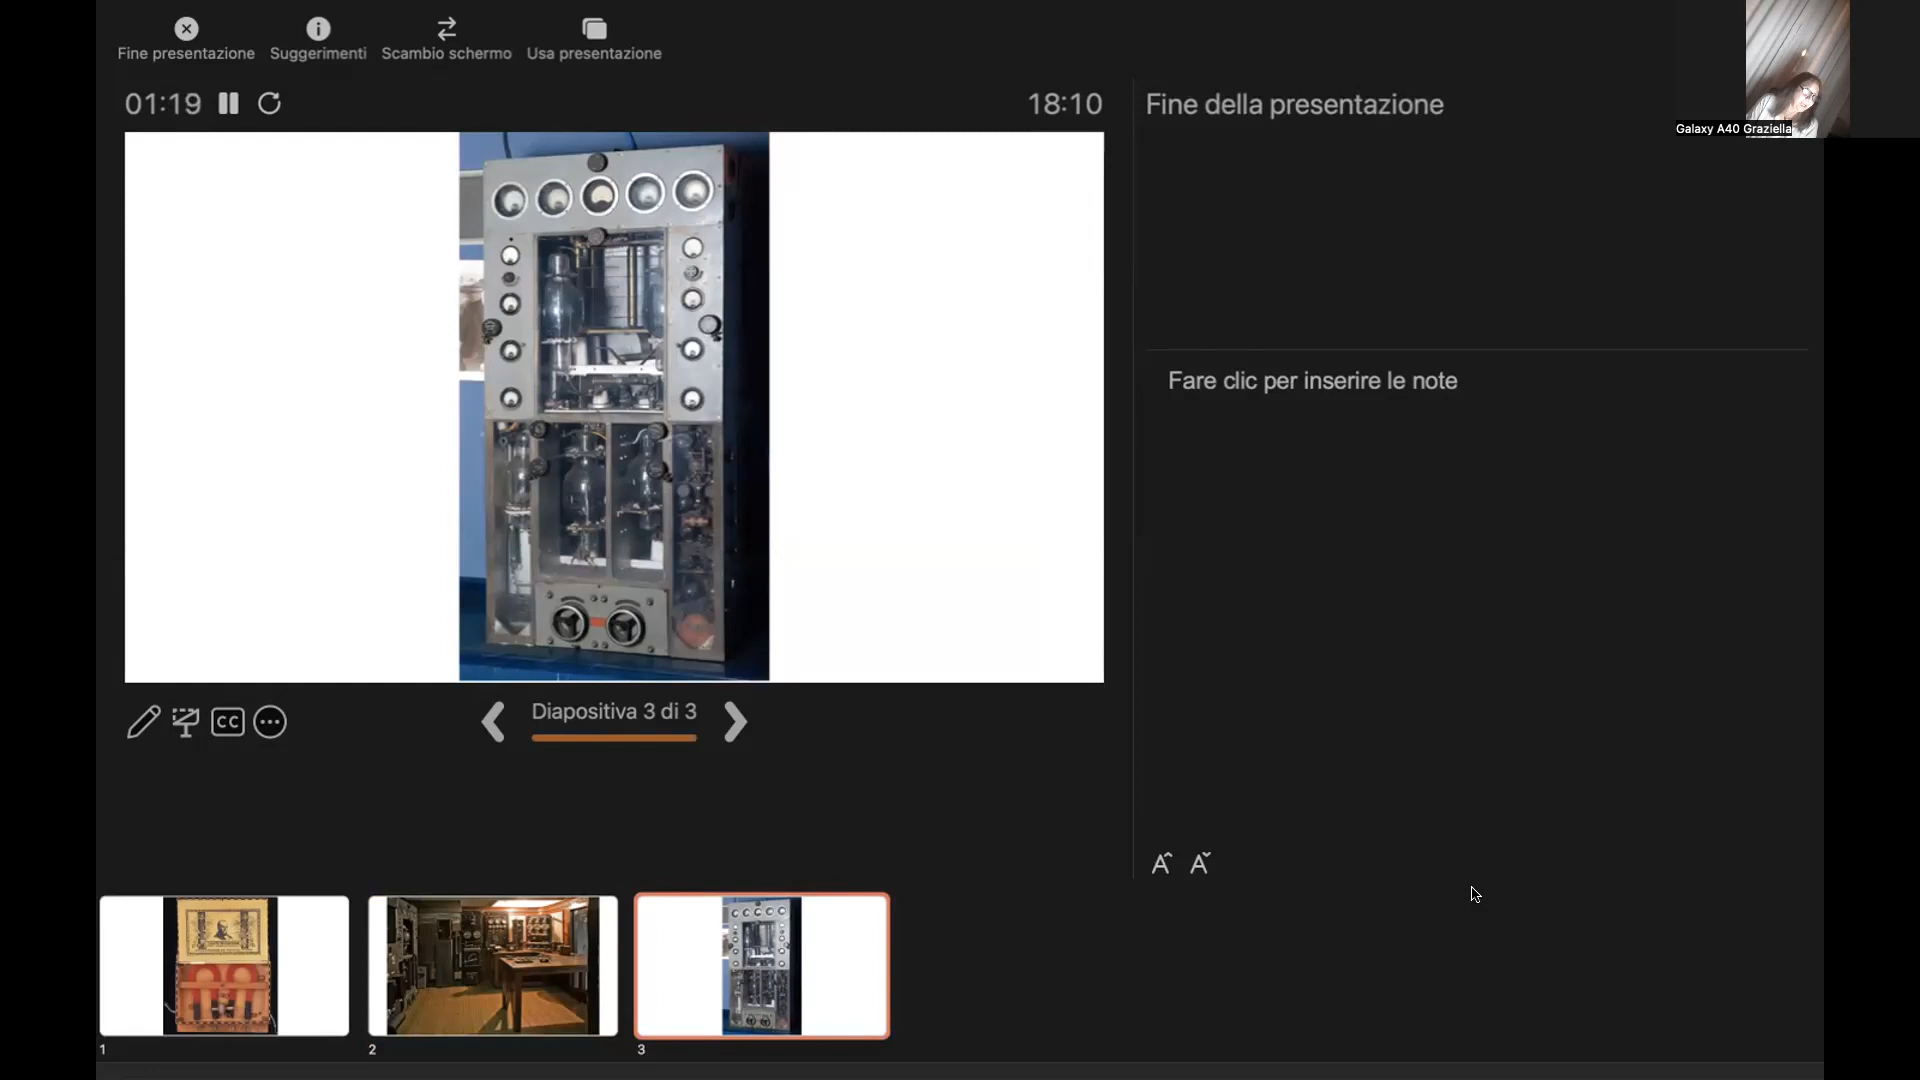 Fine presentazione
Suggerimenti
Scambio schermo
Usa presentazione
01:19
18:10
Fine della presentazione
Galaxy A40 Graziella
Fare clic per inserire le note
CC
Diapositiva 3 di 3
A A
1
2
3